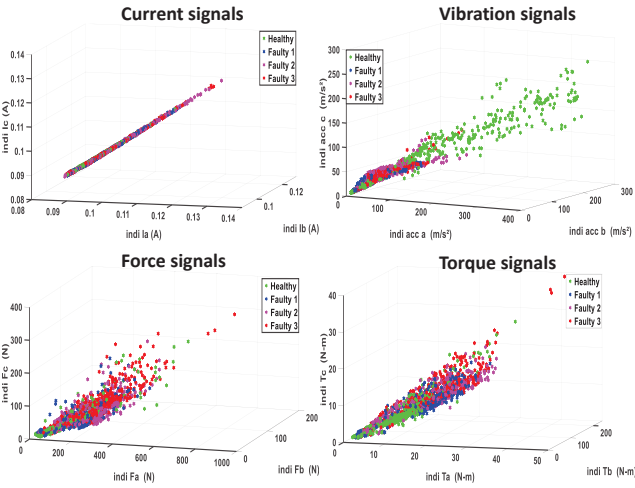 Current signals
Healthy
Faulty 1
Faulty 2
Faulty 3
0.14
0.13
0.12
0.11
0.1
0.09
0.08
indi Ic (A)
0.08
0.09
0.1
0.11
0.12
0.13
0.14
indi Ia (A)
0.1
0.12
indi Ib (A)
Vibration signals
Healthy
Faulty 1
Faulty 2
Faulty 3
300
250
200
150
100
50
0
indi acc c (m/s²)
100
200
300
400
indi acc a (m/s²)
0
100
200
300
indi acc b (m/s²)
Force signals
Healthy
Faulty 1
Faulty 2
Faulty 3
400
300
200
100
0
indi Fc (N)
200
400
600
800
1000
indi Fa (N)
0
100
200
indi Fb (N)
Torque signals
Healthy
Faulty 1
Faulty 2
Faulty 3
40
30
20
10
0
indi Tc (N-m)
10
20
30
40
50
indi Ta (N-m)
0
100
200
indi Tb (N-m)